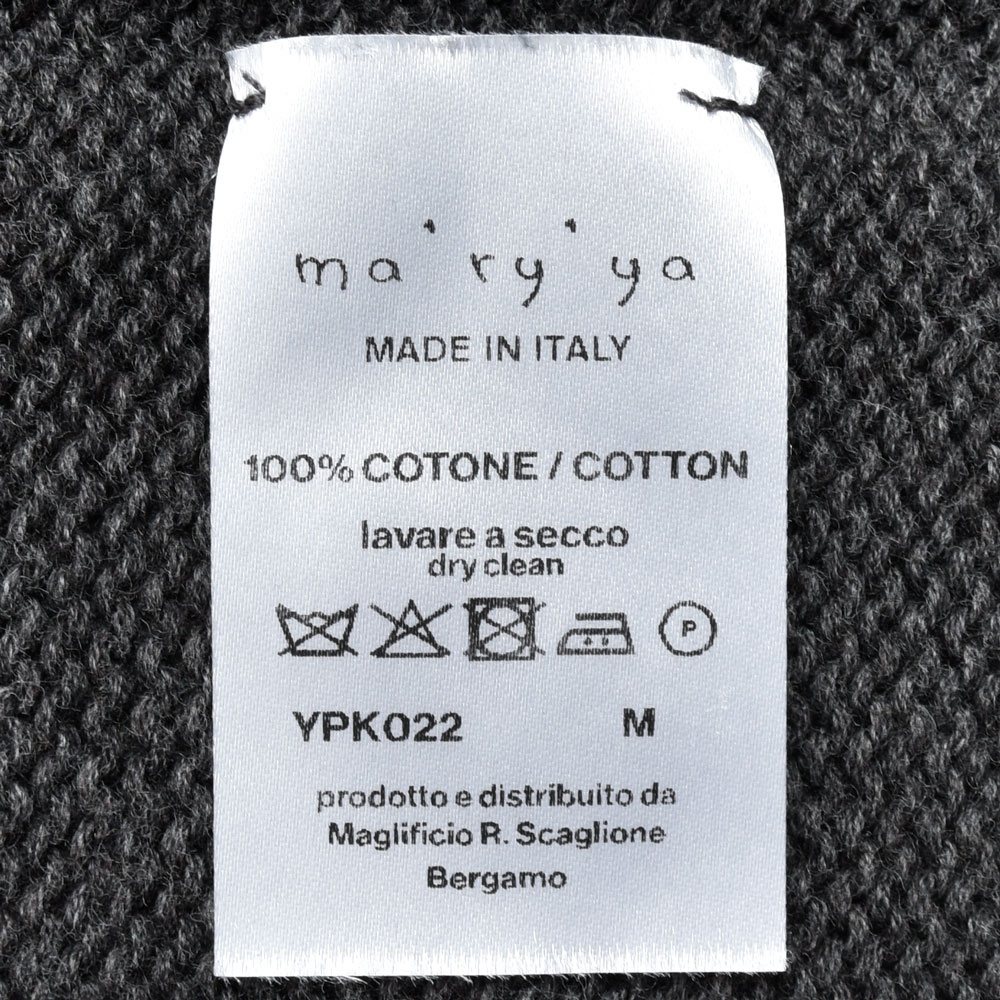 ma'ry'ya
MADE IN ITALY
100% COTONE / COTTON
lavare a secco
dry clean
P
YPK022 M
prodotto e distribuito da
Maglificio R. Scaglione
Bergamo